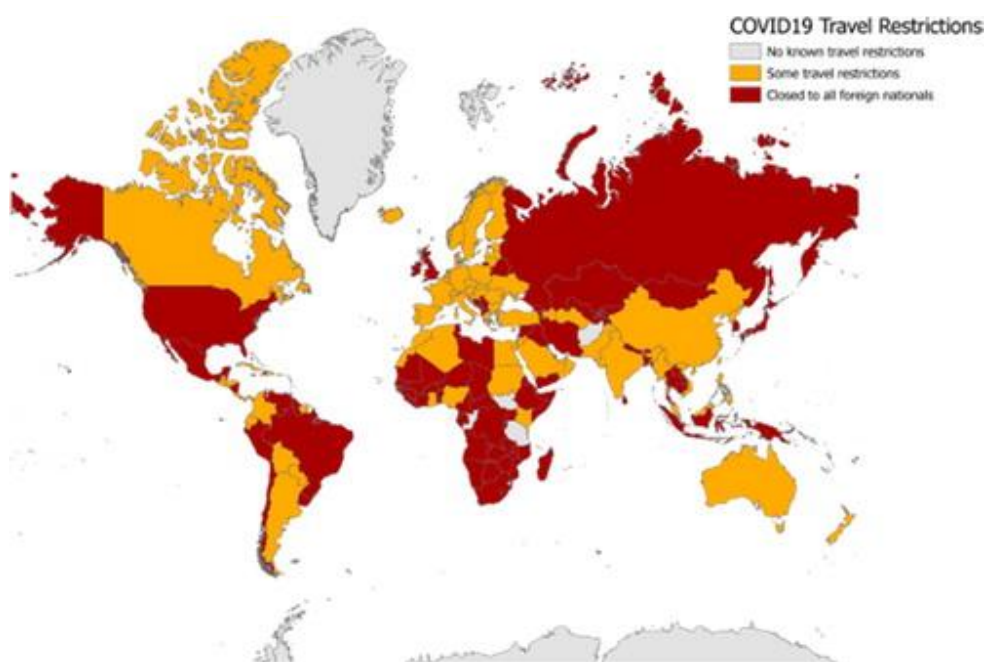 COVID19 Travel Restrictions
No known travel restrictions
Some travel restrictions
Closed to all foreign nationals